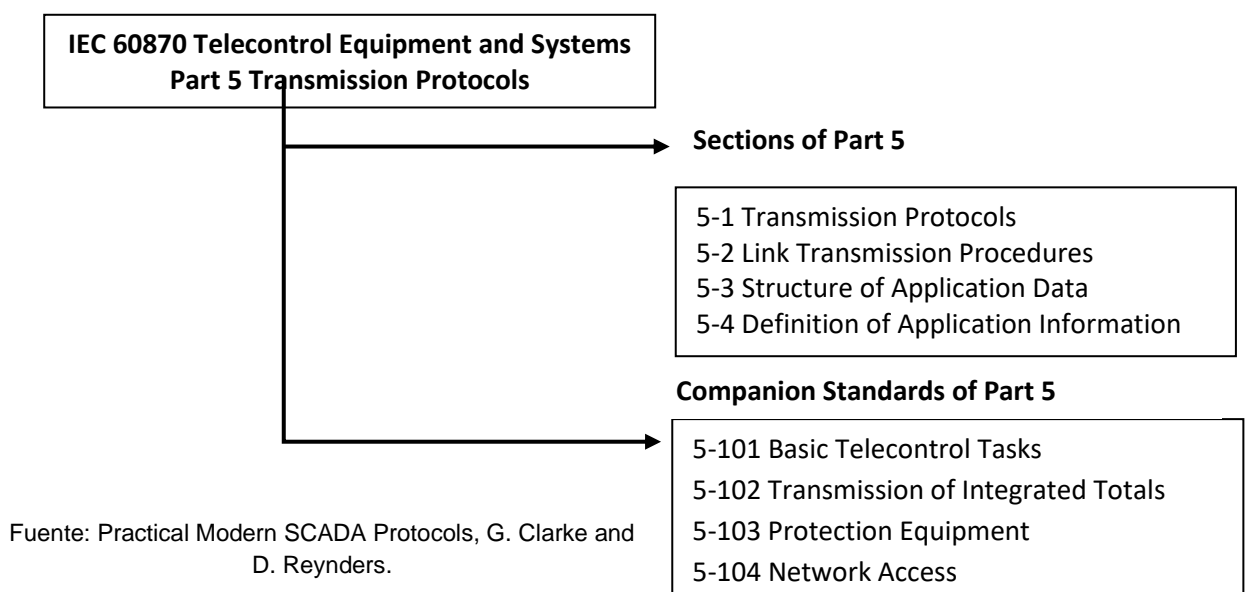 IEC 60870 Telecontrol Equipment and Systems
Part 5 Transmission Protocols
Sections of Part 5
5-1 Transmission Protocols
5-2 Link Transmission Procedures
5-3 Structure of Application Data
5-4 Definition of Application Information
Companion Standards of Part 5
5-101 Basic Telecontrol Tasks
5-102 Transmission of Integrated Totals
5-103 Protection Equipment
5-104 Network Access
Fuente: Practical Modern SCADA Protocols, G. Clarke and
D. Reynders.